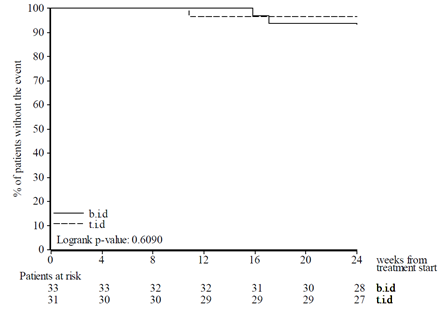 % of patients without the event
100
90
80
70
60
50
40
30
20
10
0
b.i.d
t.i.d
Logrank p-value: 0.6090
0 4 8 12 16 20 24
weeks from
treatment start
Patients at risk
33 33 32 32 31 30 28 b.i.d
31 30 30 29 29 29 27 t.i.d